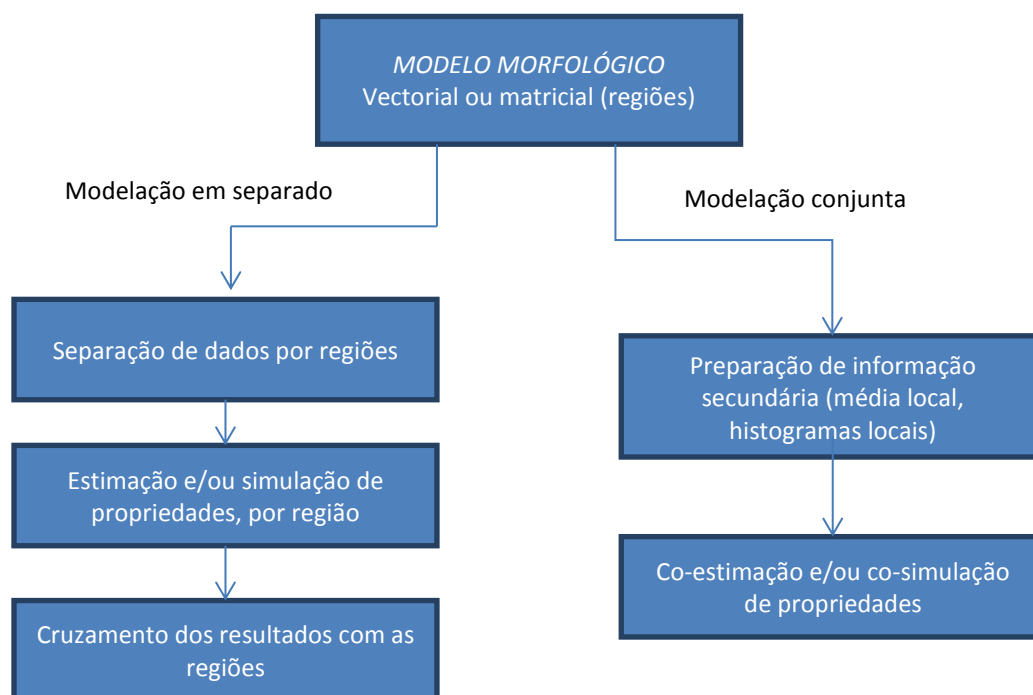 MODELO MORFOLÓGICO
Vectorial ou matricial (regiões)
Modelação em separado
Modelação conjunta
Separação de dados por regiões
Estimação e/ou simulação de
propriedades, por região
Cruzamento dos resultados com as
regiões
Preparação de informação
secundária (média local,
histogramas locais)
Co-estimação e/ou co-simulação
de propriedades